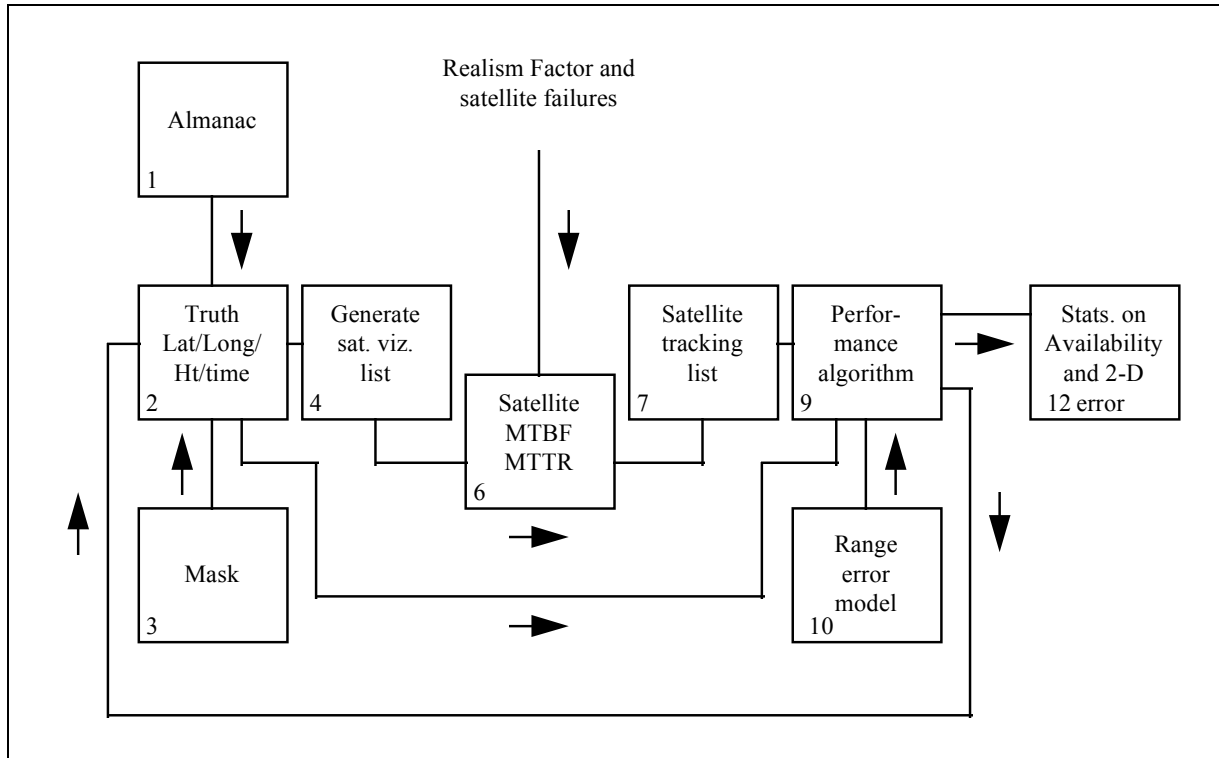 Realism Factor and
satellite failures
Almanac
1
Truth
Lat/Long/
Ht/time
2
Generate
sat. viz.
list
4
Satellite
MTBF
MTTR
6
Satellite
tracking
list
7
Perfor-
mance
algorithm
9
Stats. on
Availability
and 2-D
12 error
Mask
3
Range
error
model
10